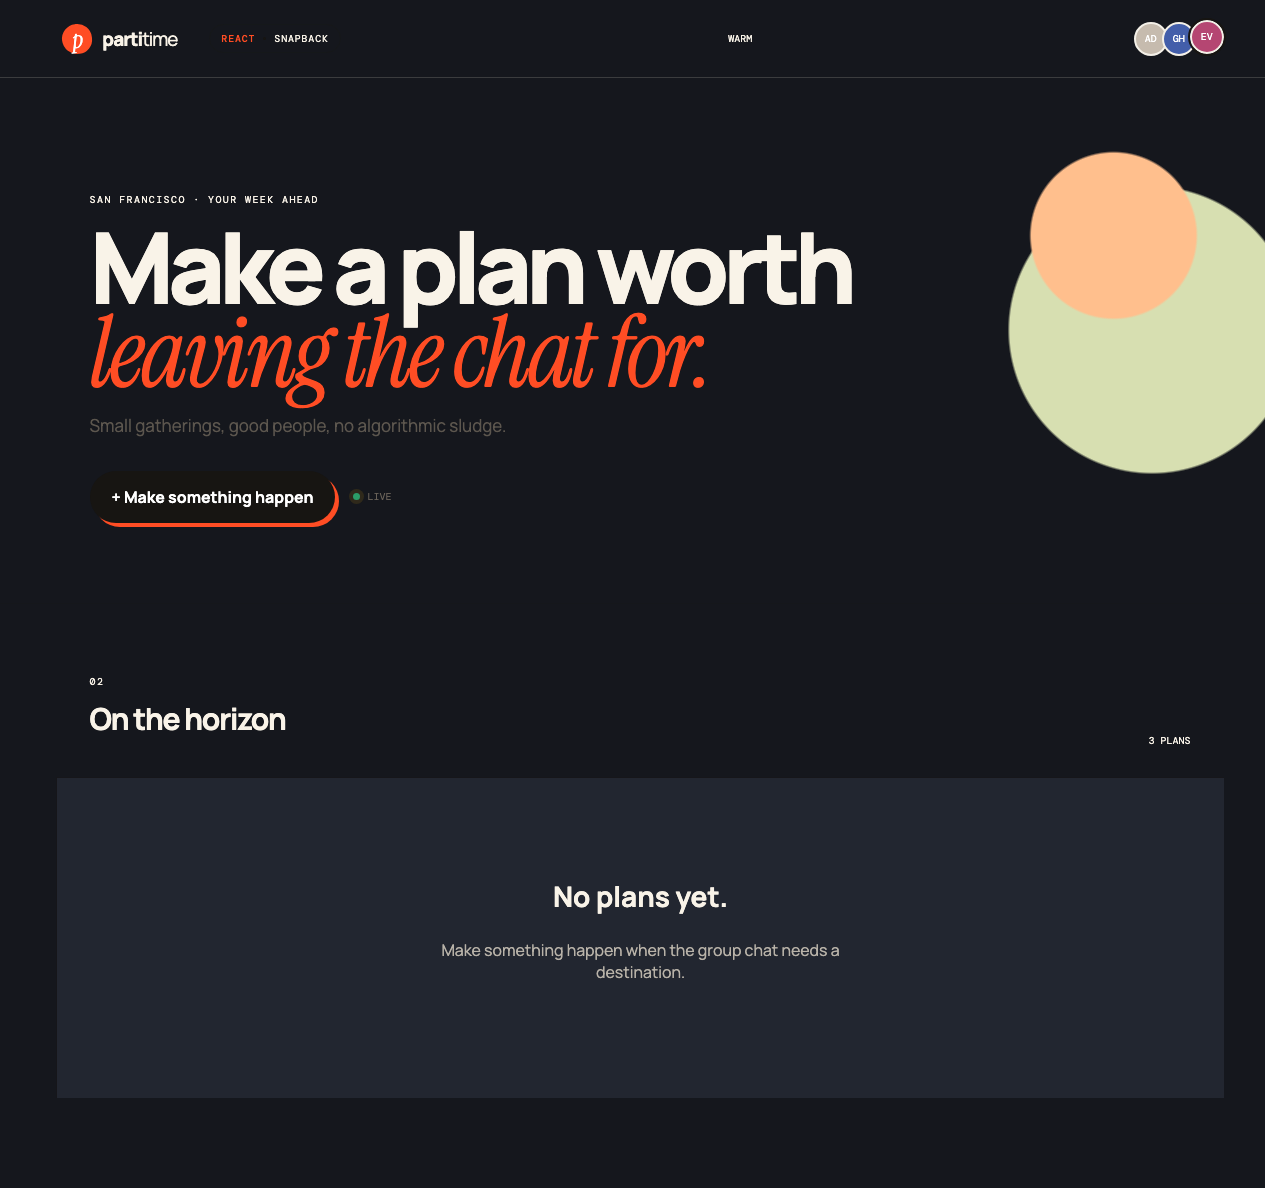 p partitime REACT SNAPBACK WARM AD GH EV
SAN FRANCISCO · YOUR WEEK AHEAD
Make a plan worth
leaving the chat for.
Small gatherings, good people, no algorithmic sludge.
+ Make something happen LIVE
02
On the horizon
3 PLANS
No plans yet.
Make something happen when the group chat needs a
destination.